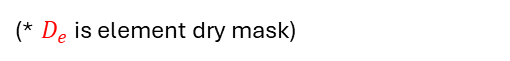 (* Dₑ is element dry mask)